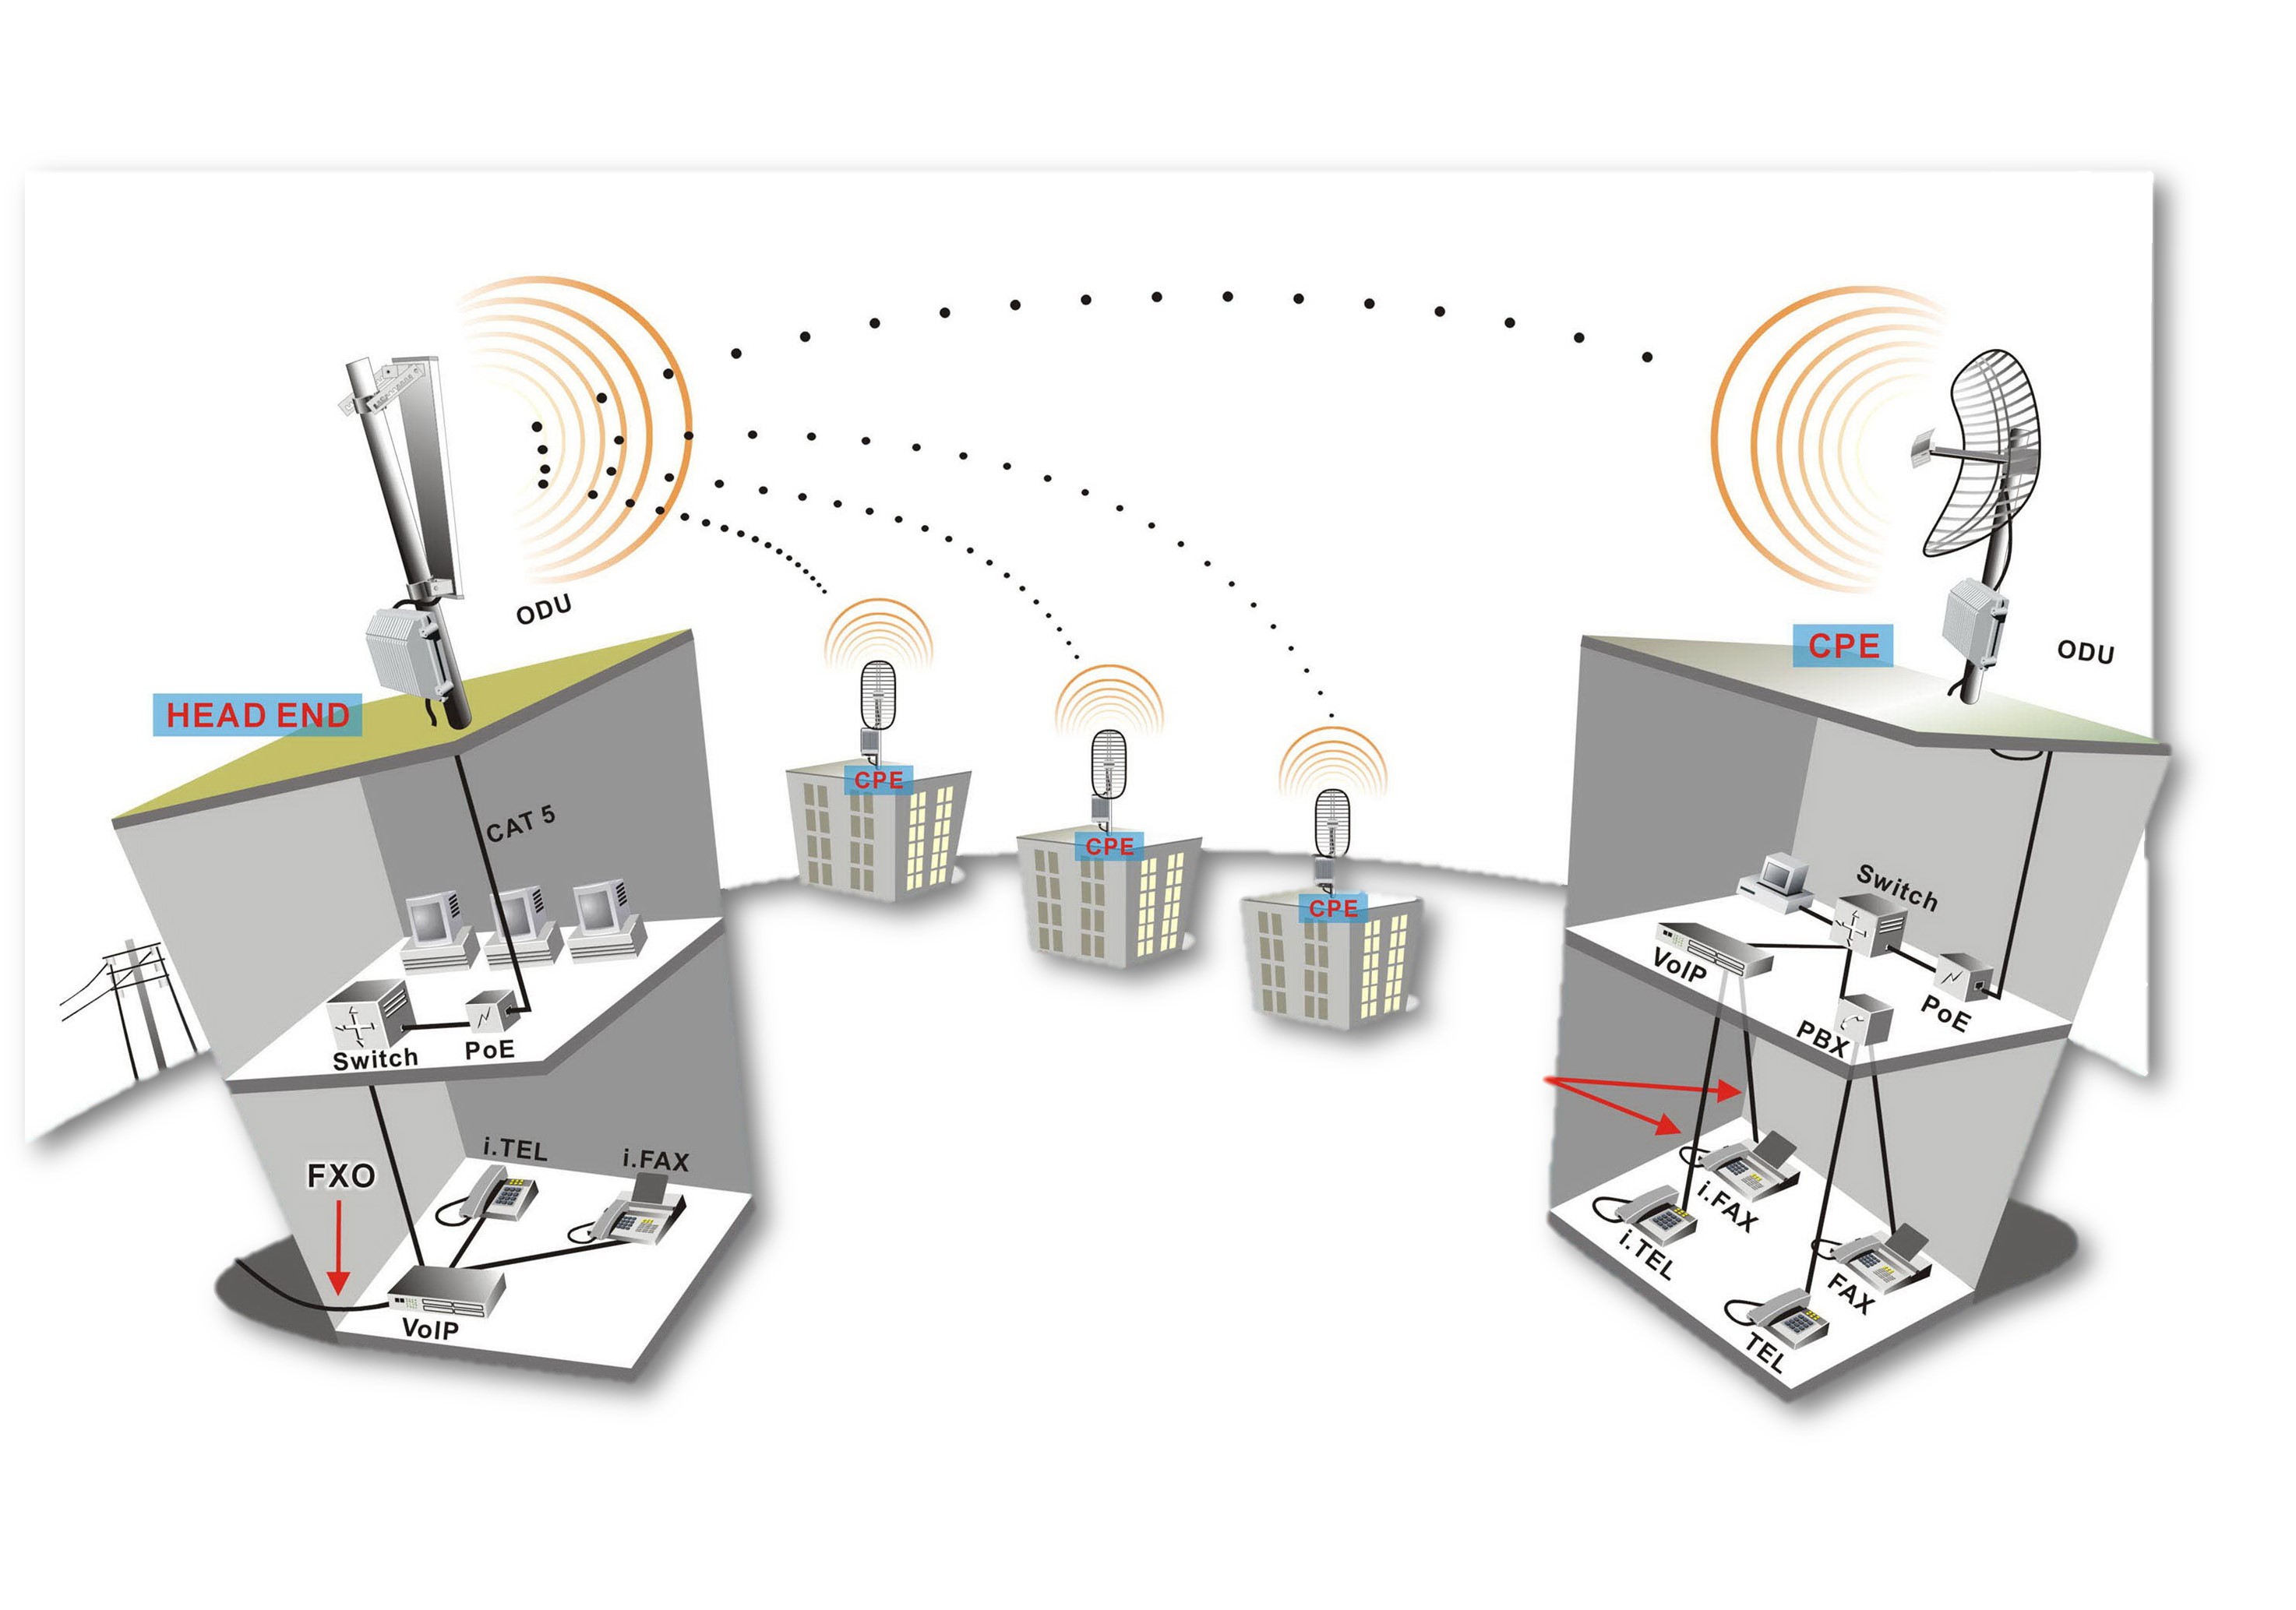 ODU
HEAD END
CAT 5
Switch
PoE
FXO
i.TEL
i.FAX
VoIP
CPE
CPE
CPE
CPE
ODU
Switch
VoIP
PoE
PBX
i.FAX
i.TEL
FAX
TEL